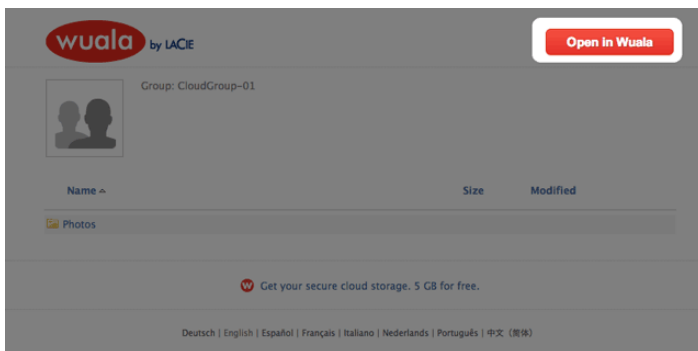 wuala by LACIE
Open in Wuala
Group: CloudGroup-01
Name Size Modified
Photos
W Get your secure cloud storage. 5 GB for free.
Deutsch | English | Español | Français | Italiano | Nederlands | Português | 中文（简体）